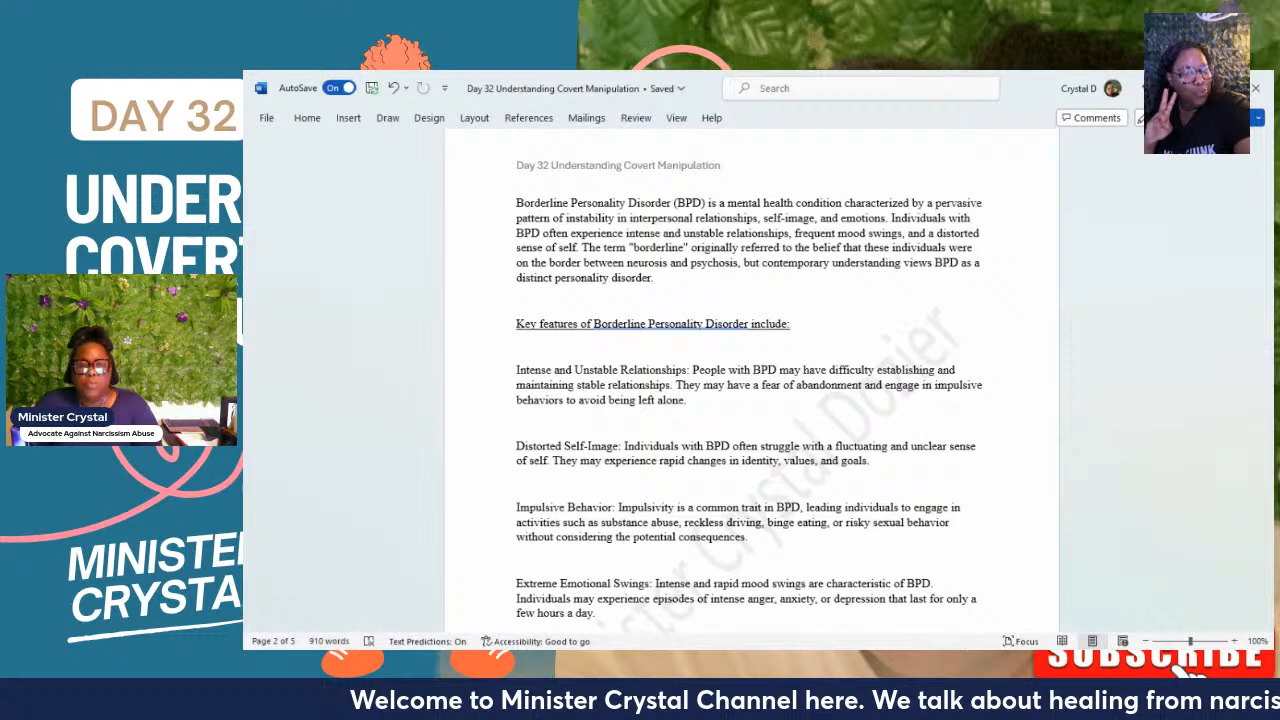 DAY 32
UNDER
COVERT
MINISTER
CRYSTA
AutoSave On
Day 32 Understanding Covert Manipulation • Saved
Search
Crystal D
File Home Insert Draw Design Layout References Mailings Review View Help
Comments
Day 32 Understanding Covert Manipulation
Borderline Personality Disorder (BPD) is a mental health condition characterized by a pervasive
pattern of instability in interpersonal relationships, self-image, and emotions. Individuals with
BPD often experience intense and unstable relationships, frequent mood swings, and a distorted
sense of self. The term "borderline" originally referred to the belief that these individuals were
on the border between neurosis and psychosis, but contemporary understanding views BPD as a
distinct personality disorder.
Key features of Borderline Personality Disorder include:
Intense and Unstable Relationships: People with BPD may have difficulty establishing and
maintaining stable relationships. They may have a fear of abandonment and engage in impulsive
behaviors to avoid being left alone.
Distorted Self-Image: Individuals with BPD often struggle with a fluctuating and unclear sense
of self. They may experience rapid changes in identity, values, and goals.
Impulsive Behavior: Impulsivity is a common trait in BPD, leading individuals to engage in
activities such as substance abuse, reckless driving, binge eating, or risky sexual behavior
without considering the potential consequences.
Extreme Emotional Swings: Intense and rapid mood swings are characteristic of BPD.
Individuals may experience episodes of intense anger, anxiety, or depression that last for only a
few hours a day.
Minister Crystal
Advocate Against Narcissism Abuse
Page 2 of 5 910 words Text Predictions: On Accessibility: Good to go Focus 100%
SUBSCRIBE
Welcome to Minister Crystal Channel here. We talk about healing from narcis